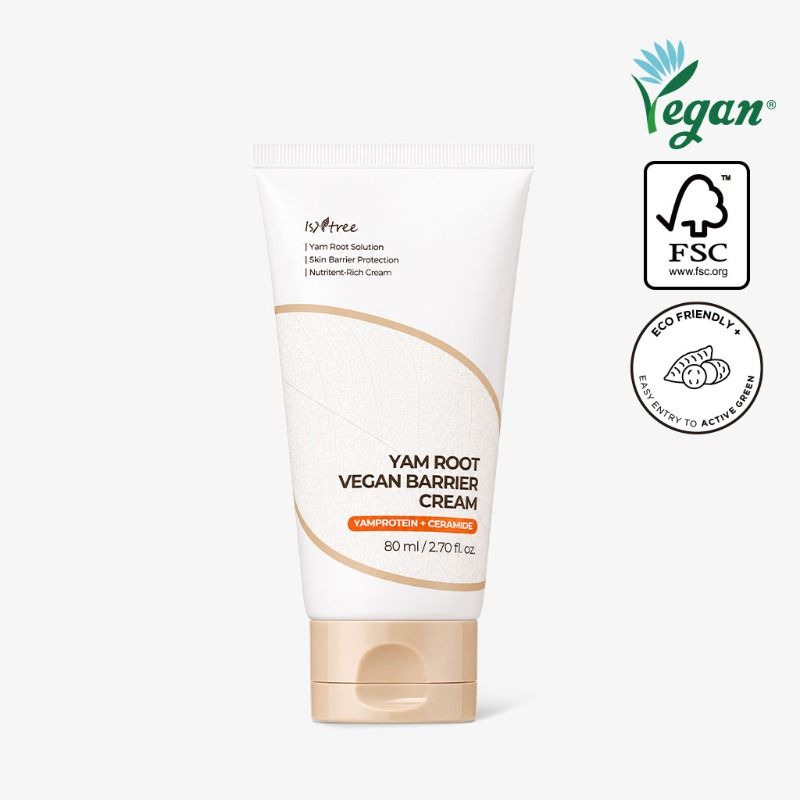 Isntree
| Yam Root Solution
| Skin Barrier Protection
| Nutritent-Rich Cream
YAM ROOT
VEGAN BARRIER
CREAM
YAMPROTEIN + CERAMIDE
80 ml / 2.70 fl. oz.
Vegan®
™
FSC
www.fsc.org
ECO FRIENDLY +
EASY ENTRY TO ACTIVE GREEN